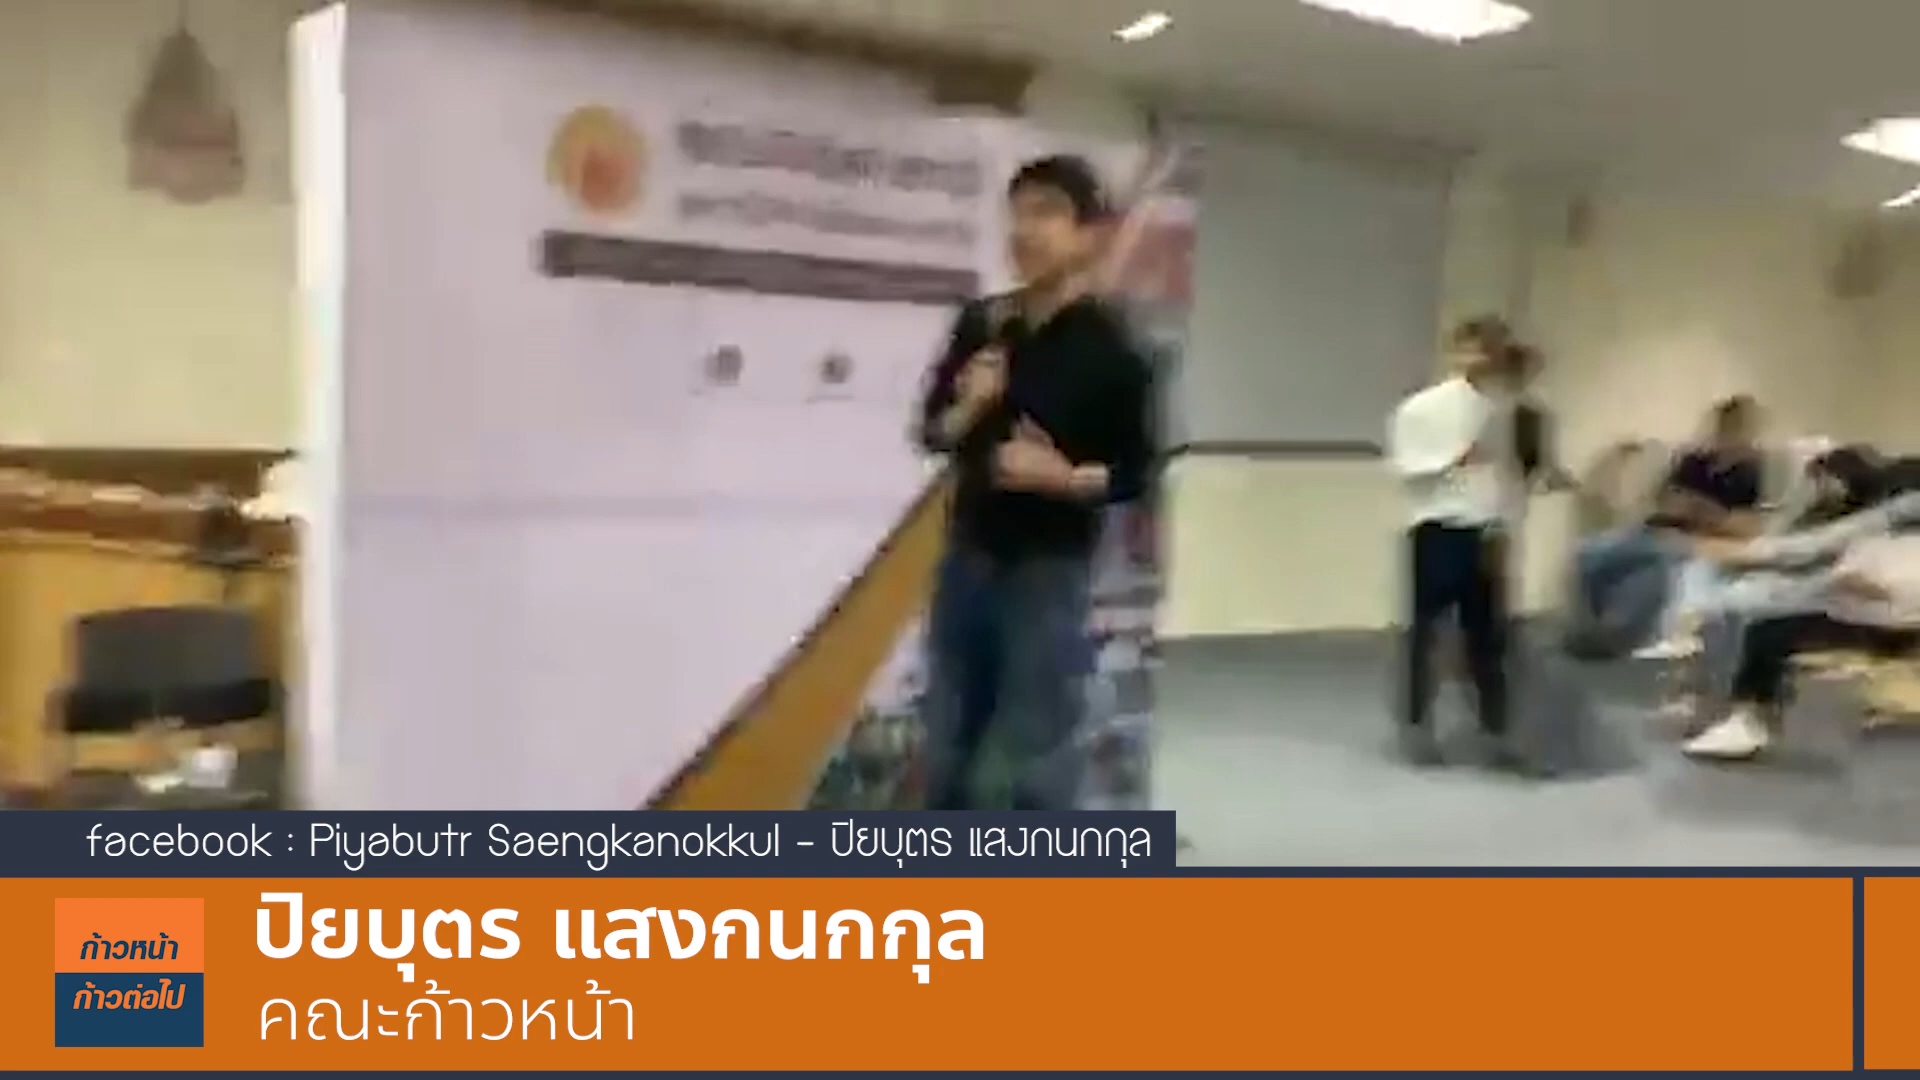 facebook : Piyabutr Saengkanokkul - ปิยบุตร แสงกนกกุล
ก้าวหน้า
ก้าวต่อไป
ปิยบุตร แสงกนกกุล
คณะก้าวหน้า